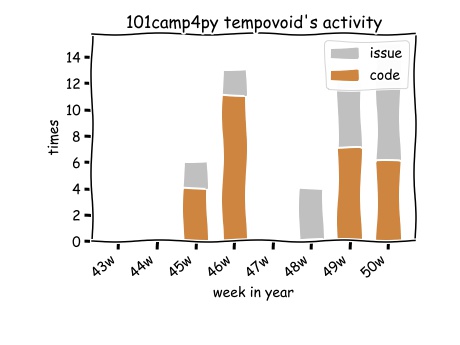 101camp4py tempovoid's activity
issue
code
times
14
12
10
8
6
4
2
0
43w 44w 45w 46w 47w 48w 49w 50w
week in year